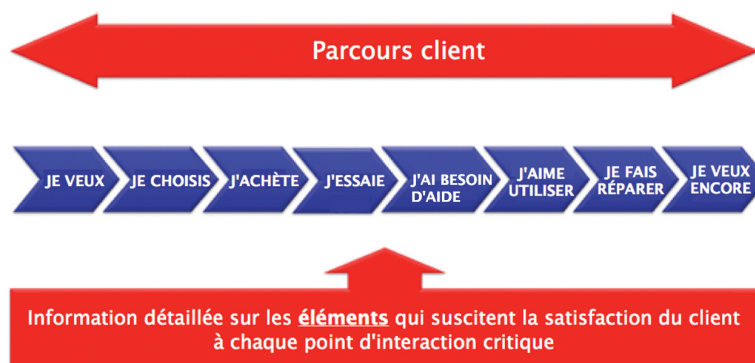 Parcours client
JE VEUX
JE CHOISIS
J'ACHÈTE
J'ESSAIE
J'AI BESOIN
D'AIDE
J'AIME
UTILISER
JE FAIS
RÉPARER
JE VEUX
ENCORE
Information détaillée sur les éléments qui suscitent la satisfaction du client
à chaque point d'interaction critique